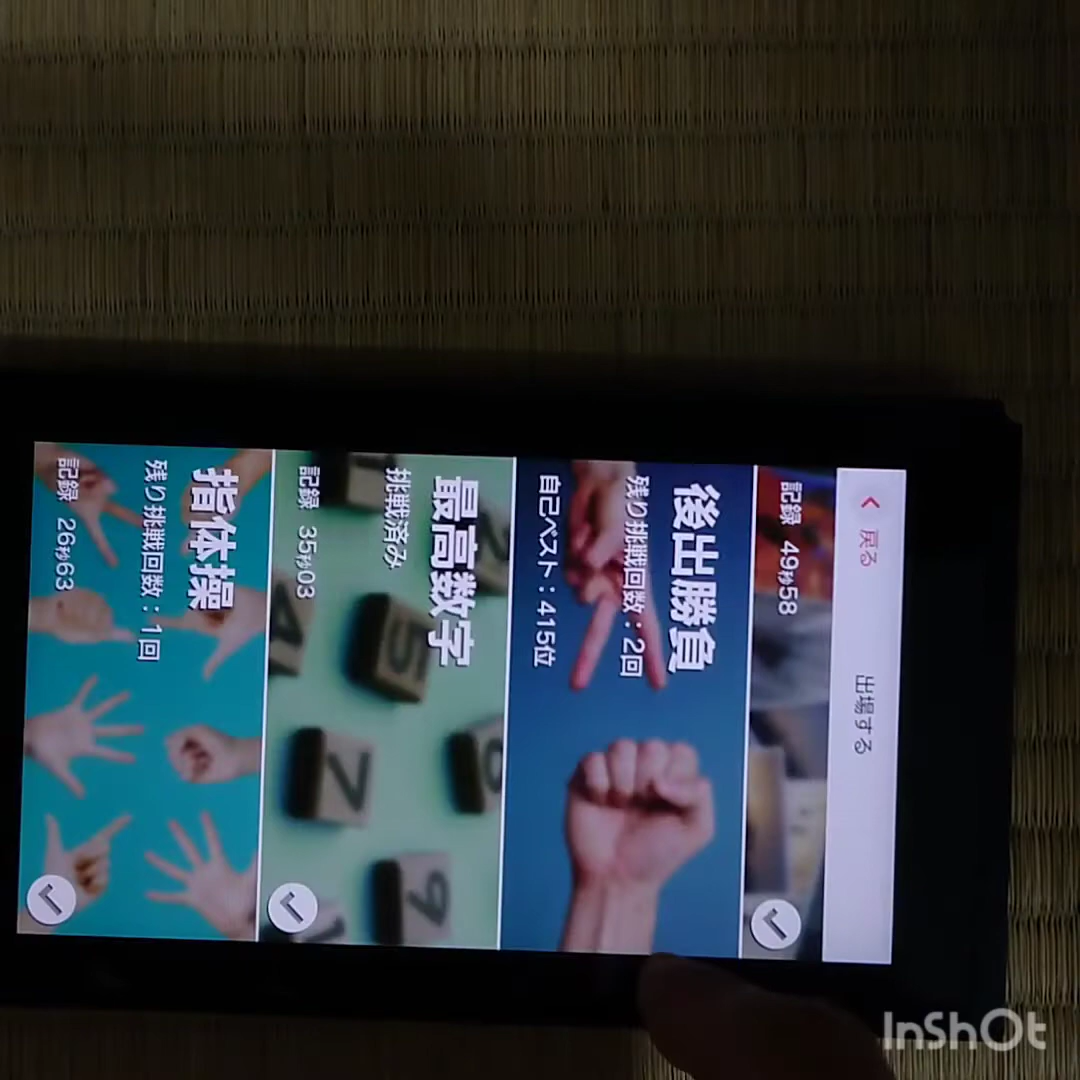 戻る
出場する
記録 49秒58
後出勝負
残り挑戦回数：2回
自己ベスト：415位
最高数字
挑戦済み
記録 35秒03
指体操
残り挑戦回数：1回
記録 26秒63
5
7
9
InShOt